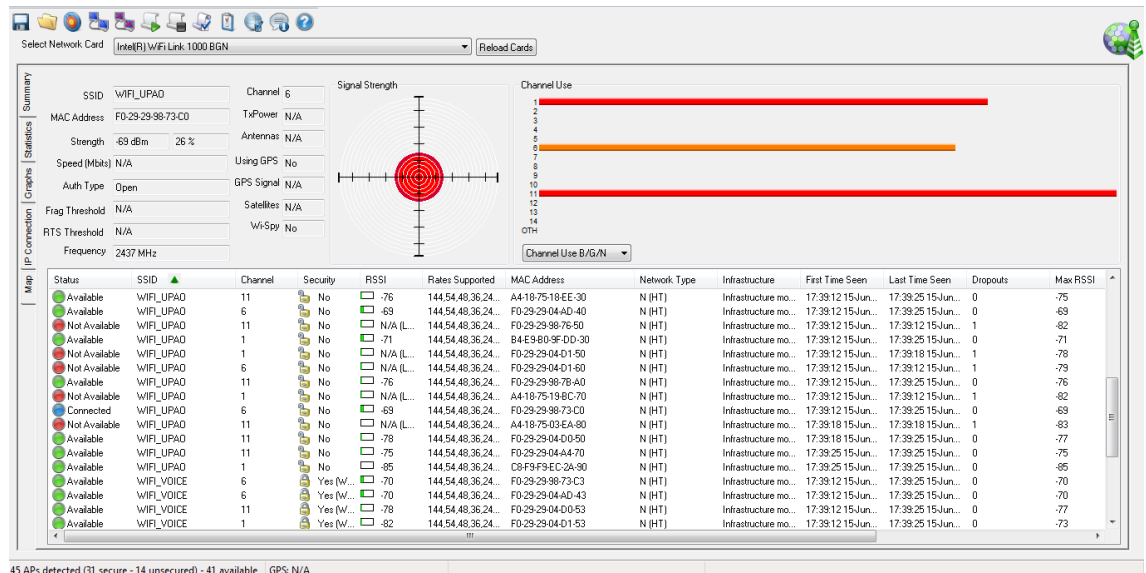 Select Network Card Intel(R) WiFi Link 1000 BGN Reload Cards
Summary
Statistics
Graphs
IP Connection
Map
SSID WIFI_UPAO Channel 6
MAC Address F0-29-29-98-73-C0 TxPower N/A
Strength -69 dBm 26 % Antennas N/A
Speed (Mbits) N/A Using GPS No
Auth Type Open GPS Signal N/A
Frag Threshold N/A Satellites N/A
RTS Threshold N/A Wi-Spy No
Frequency 2437 MHz
Signal Strength
Channel Use
1
2
3
4
5
6
7
8
9
10
11
12
13
14
OTH
Channel Use B/G/N
Status SSID Channel Security RSSI Rates Supported MAC Address Network Type Infrastructure First Time Seen Last Time Seen Dropouts Max RSSI
Available WIFI_UPAO 11 No -76 144,54,48,36,24... A4-18-75-18-EE-30 N (HT) Infrastructure mo... 17:39:12 15-Jun... 17:39:25 15-Jun... 0 -75
Available WIFI_UPAO 6 No -69 144,54,48,36,24... F0-29-29-04-AD-40 N (HT) Infrastructure mo... 17:39:12 15-Jun... 17:39:25 15-Jun... 0 -69
Not Available WIFI_UPAO 11 No N/A (L... 144,54,48,36,24... F0-29-29-98-76-50 N (HT) Infrastructure mo... 17:39:12 15-Jun... 17:39:12 15-Jun... 1 -82
Available WIFI_UPAO 1 No -71 144,54,48,36,24... B4-E9-B0-9F-DD-30 N (HT) Infrastructure mo... 17:39:12 15-Jun... 17:39:25 15-Jun... 0 -71
Not Available WIFI_UPAO 1 No N/A (L... 144,54,48,36,24... F0-29-29-04-D1-50 N (HT) Infrastructure mo... 17:39:12 15-Jun... 17:39:18 15-Jun... 1 -78
Not Available WIFI_UPAO 6 No N/A (L... 144,54,48,36,24... F0-29-29-04-D1-60 N (HT) Infrastructure mo... 17:39:12 15-Jun... 17:39:12 15-Jun... 1 -79
Available WIFI_UPAO 11 No -76 144,54,48,36,24... F0-29-29-98-7B-A0 N (HT) Infrastructure mo... 17:39:12 15-Jun... 17:39:25 15-Jun... 0 -76
Not Available WIFI_UPAO 1 No N/A (L... 144,54,48,36,24... A4-18-75-19-BC-70 N (HT) Infrastructure mo... 17:39:12 15-Jun... 17:39:12 15-Jun... 1 -82
Connected WIFI_UPAO 6 No -69 144,54,48,36,24... F0-29-29-98-73-C0 N (HT) Infrastructure mo... 17:39:12 15-Jun... 17:39:25 15-Jun... 0 -69
Not Available WIFI_UPAO 11 No N/A (L... 144,54,48,36,24... A4-18-75-03-EA-80 N (HT) Infrastructure mo... 17:39:18 15-Jun... 17:39:18 15-Jun... 1 -83
Available WIFI_UPAO 11 No -78 144,54,48,36,24... F0-29-29-04-D0-50 N (HT) Infrastructure mo... 17:39:18 15-Jun... 17:39:25 15-Jun... 0 -77
Available WIFI_UPAO 11 No -75 144,54,48,36,24... F0-29-29-04-A4-70 N (HT) Infrastructure mo... 17:39:18 15-Jun... 17:39:25 15-Jun... 0 -75
Available WIFI_UPAO 1 No -85 144,54,48,36,24... C8-F9-F9-EC-2A-90 N (HT) Infrastructure mo... 17:39:25 15-Jun... 17:39:25 15-Jun... 0 -85
Available WIFI_VOICE 6 Yes (W... -70 144,54,48,36,24... F0-29-29-98-73-C3 N (HT) Infrastructure mo... 17:39:12 15-Jun... 17:39:25 15-Jun... 0 -70
Available WIFI_VOICE 6 Yes (W... -70 144,54,48,36,24... F0-29-29-04-AD-43 N (HT) Infrastructure mo... 17:39:12 15-Jun... 17:39:25 15-Jun... 0 -70
Available WIFI_VOICE 11 Yes (W... -78 144,54,48,36,24... F0-29-29-04-D0-53 N (HT) Infrastructure mo... 17:39:12 15-Jun... 17:39:25 15-Jun... 0 -77
Available WIFI_VOICE 1 Yes (W... -82 144,54,48,36,24... F0-29-29-04-D1-53 N (HT) Infrastructure mo... 17:39:12 15-Jun... 17:39:25 15-Jun... 0 -73
45 APs detected (31 secure - 14 unsecured) - 41 available GPS: N/A